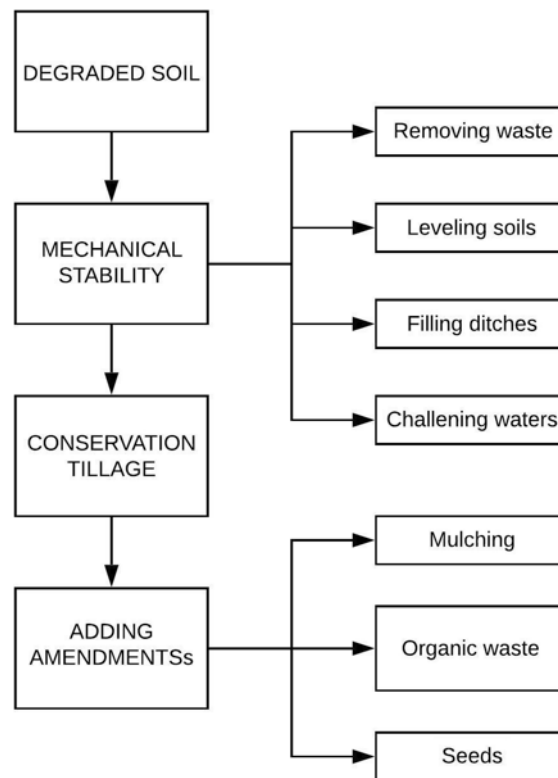 DEGRADED SOIL
Removing waste
MECHANICAL
STABILITY
Leveling soils
Filling ditches
Challening waters
CONSERVATION
TILLAGE
Mulching
ADDING
AMENDMENTSs
Organic waste
Seeds